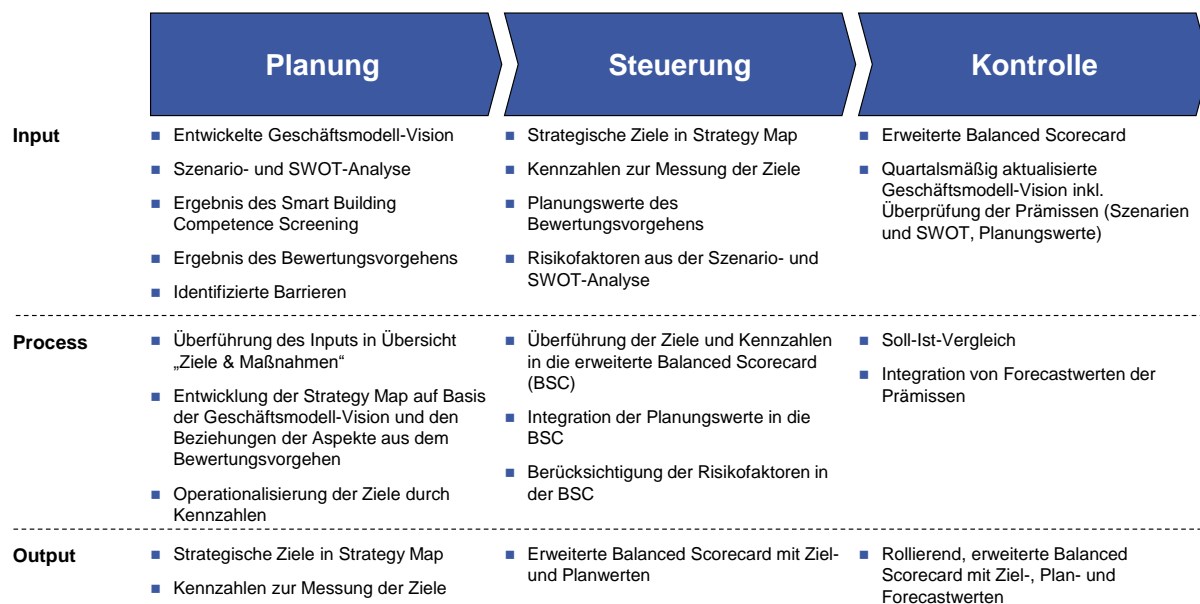 Planung
Steuerung
Kontrolle
Input
■ Entwickelte Geschäftsmodell-Vision
■ Szenario- und SWOT-Analyse
■ Ergebnis des Smart Building
Competence Screening
■ Ergebnis des Bewertungsvorgehens
■ Identifizierte Barrieren
■ Strategische Ziele in Strategy Map
■ Kennzahlen zur Messung der Ziele
■ Planungswerte des
Bewertungsvorgehens
■ Risikofaktoren aus der Szenario- und
SWOT-Analyse
■ Erweiterte Balanced Scorecard
■ Quartalsmäßig aktualisierte
Geschäftsmodell-Vision inkl.
Überprüfung der Prämissen (Szenarien
und SWOT, Planungswerte)
Process
■ Überführung des Inputs in Übersicht
„Ziele & Maßnahmen“
■ Entwicklung der Strategy Map auf Basis
der Geschäftsmodell-Vision und den
Beziehungen der Aspekte aus dem
Bewertungsvorgehen
■ Operationalisierung der Ziele durch
Kennzahlen
■ Überführung der Ziele und Kennzahlen
in die erweiterte Balanced Scorecard
(BSC)
■ Integration der Planungswerte in die
BSC
■ Berücksichtigung der Risikofaktoren in
der BSC
■ Soll-Ist-Vergleich
■ Integration von Forecastwerten der
Prämissen
Output
■ Strategische Ziele in Strategy Map
■ Kennzahlen zur Messung der Ziele
■ Erweiterte Balanced Scorecard mit Ziel-
und Planwerten
■ Rollierend, erweiterte Balanced
Scorecard mit Ziel-, Plan- und
Forecastwerten